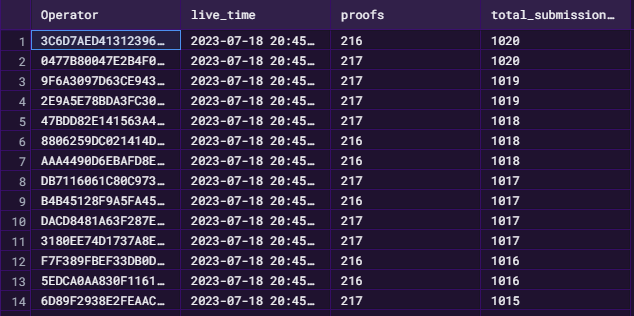 Operator live_time proofs total_submission…
1 3C6D7AED41312396… 2023-07-18 20:45… 216 1020
2 0477B80047E2B4F0… 2023-07-18 20:45… 216 1020
3 9F6A3097D63CE943… 2023-07-18 20:45… 217 1019
4 2E9A5E78BDA3FC30… 2023-07-18 20:45… 217 1019
5 47BDD82E141563A4… 2023-07-18 20:45… 217 1018
6 8806259DC021414D… 2023-07-18 20:45… 216 1018
7 AAA4490D6EBAFD8E… 2023-07-18 20:45… 216 1018
8 DB7116061C80C973… 2023-07-18 20:45… 217 1017
9 B4B45128F9A5FA45… 2023-07-18 20:45… 216 1017
10 DACD8481A63F287E… 2023-07-18 20:45… 217 1017
11 3180EE74D1737A8E… 2023-07-18 20:45… 217 1017
12 F7F389FBEF33DB0D… 2023-07-18 20:45… 216 1016
13 5EDCA0AA830F1161… 2023-07-18 20:45… 216 1016
14 6D89F2938E2FEAAC… 2023-07-18 20:45… 217 1015